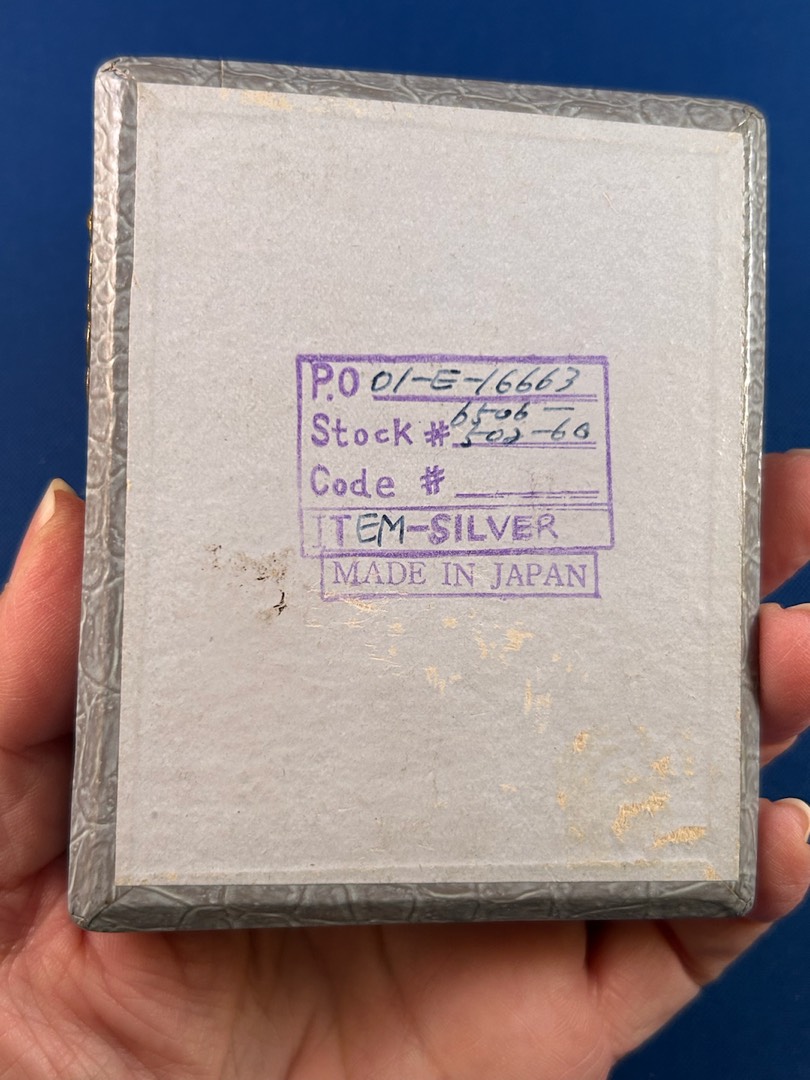 P.O 01-E-16663
Stock # 6506-
502-60
Code #
ITEM-SILVER
MADE IN JAPAN